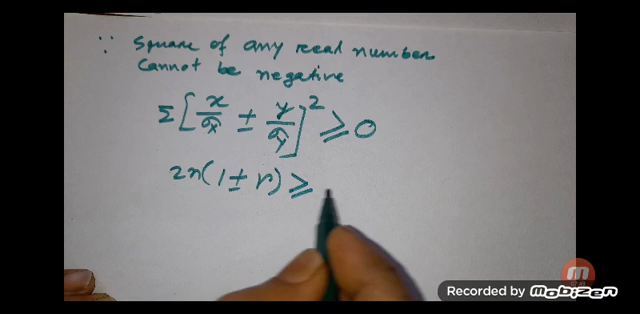 ∵ Square of any real number
cannot be negative
Σ [x/σx ± y/σy]² ≥ 0
2n(1 ± r) ≥
Recorded by Mobizen